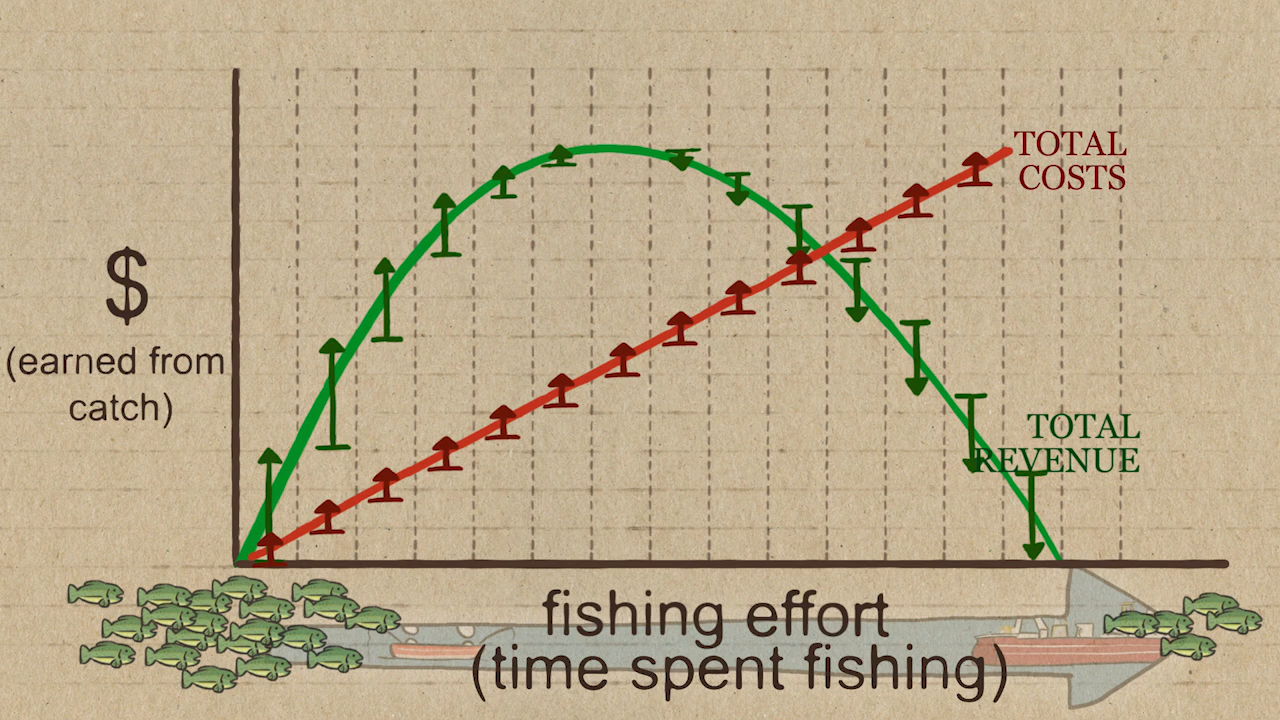 TOTAL
COSTS
$
(earned from
catch)
TOTAL
REVENUE
fishing effort
(time spent fishing)